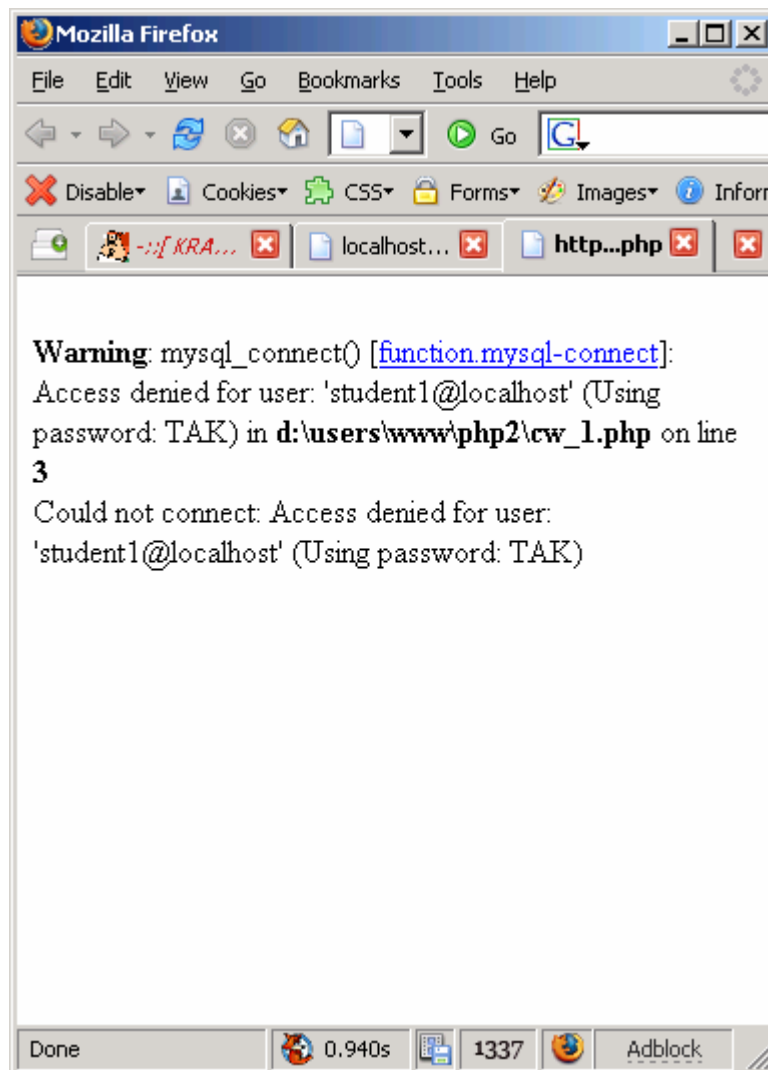 Mozilla Firefox
File Edit View Go Bookmarks Tools Help
Go G
Disable Cookies CSS Forms Images Inforr
-::[ KRA... localhost... http...php
Warning: mysql_connect() [function.mysql-connect]:
Access denied for user: 'student1@localhost' (Using
password: TAK) in d:\users\www\php2\cw_1.php on line
3
Could not connect: Access denied for user:
'student1@localhost' (Using password: TAK)
Done 0.940s 1337 Adblock